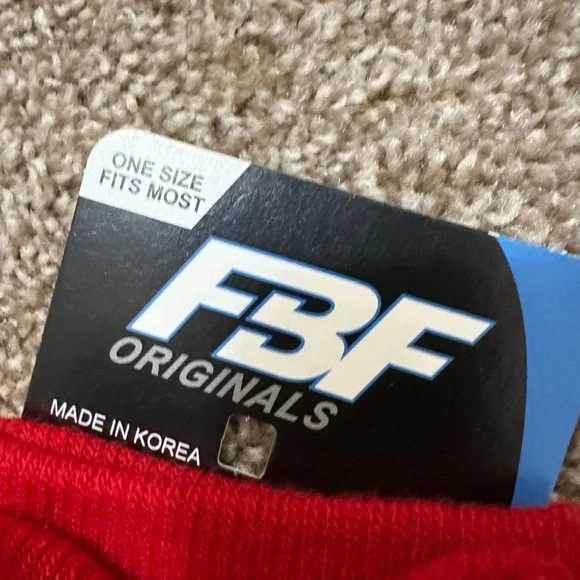 ONE SIZE
FITS MOST
FBF
ORIGINALS
MADE IN KOREA